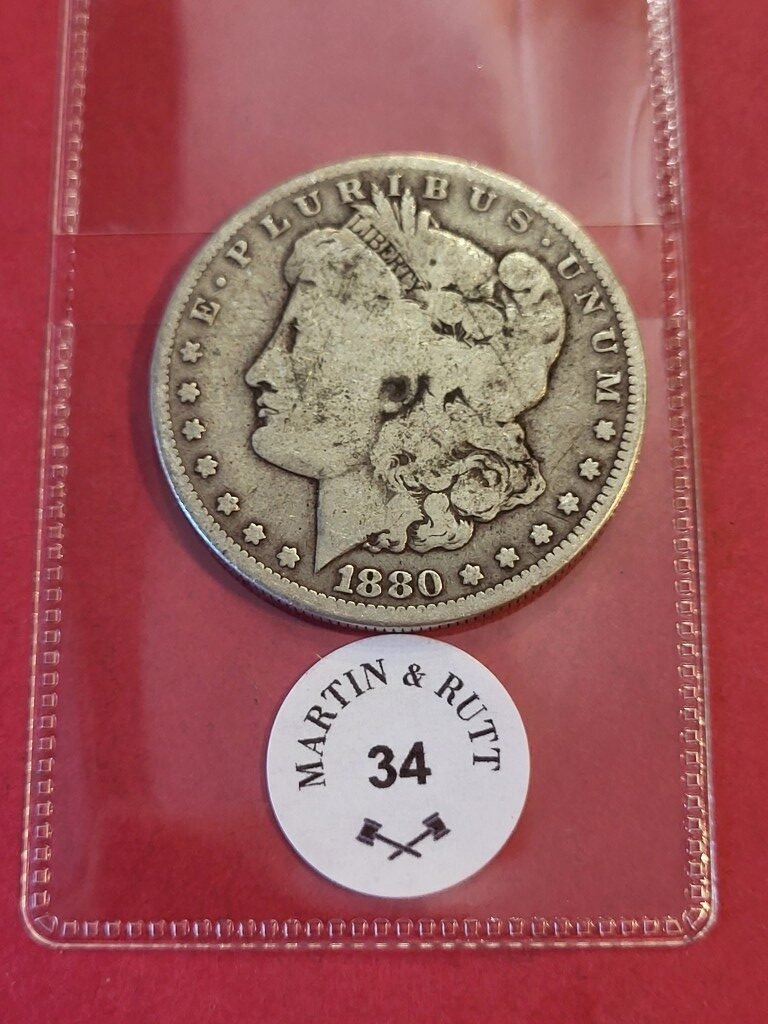 E · PLURIBUS · UNUM
LIBERTY
1880
MARTIN & RUTT
34